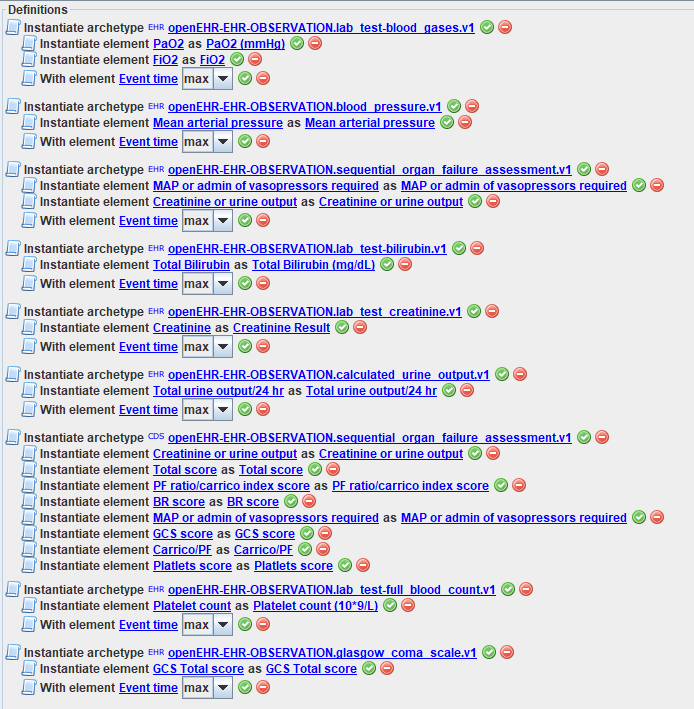 Definitions
Instantiate archetype EHR openEHR-EHR-OBSERVATION.lab_test-blood_gases.v1
Instantiate element PaO2 as PaO2 (mmHg)
Instantiate element FiO2 as FiO2
With element Event time max
Instantiate archetype EHR openEHR-EHR-OBSERVATION.blood_pressure.v1
Instantiate element Mean arterial pressure as Mean arterial pressure
With element Event time max
Instantiate archetype EHR openEHR-EHR-OBSERVATION.sequential_organ_failure_assessment.v1
Instantiate element MAP or admin of vasopressors required as MAP or admin of vasopressors required
Instantiate element Creatinine or urine output as Creatinine or urine output
With element Event time max
Instantiate archetype EHR openEHR-EHR-OBSERVATION.lab_test-bilirubin.v1
Instantiate element Total Bilirubin as Total Bilirubin (mg/dL)
With element Event time max
Instantiate archetype EHR openEHR-EHR-OBSERVATION.lab_test_creatinine.v1
Instantiate element Creatinine as Creatinine Result
With element Event time max
Instantiate archetype EHR openEHR-EHR-OBSERVATION.calculated_urine_output.v1
Instantiate element Total urine output/24 hr as Total urine output/24 hr
With element Event time max
Instantiate archetype CDS openEHR-EHR-OBSERVATION.sequential_organ_failure_assessment.v1
Instantiate element Creatinine or urine output as Creatinine or urine output
Instantiate element Total score as Total score
Instantiate element PF ratio/carrico index score as PF ratio/carrico index score
Instantiate element BR score as BR score
Instantiate element MAP or admin of vasopressors required as MAP or admin of vasopressors required
Instantiate element GCS score as GCS score
Instantiate element Carrico/PF as Carrico/PF
Instantiate element Platlets score as Platlets score
Instantiate archetype EHR openEHR-EHR-OBSERVATION.lab_test-full_blood_count.v1
Instantiate element Platelet count as Platelet count (10*9/L)
With element Event time max
Instantiate archetype EHR openEHR-EHR-OBSERVATION.glasgow_coma_scale.v1
Instantiate element GCS Total score as GCS Total score
With element Event time max